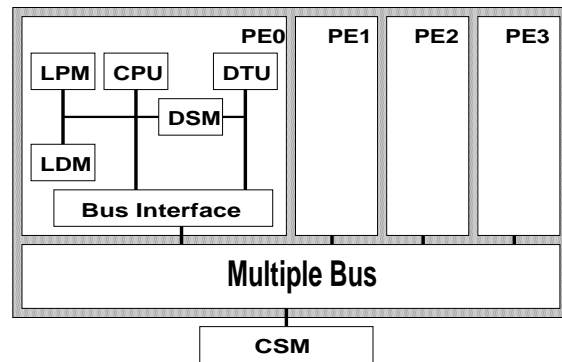 PE0 PE1 PE2 PE3
LPM CPU DTU
DSM
LDM
Bus Interface
Multiple Bus
CSM